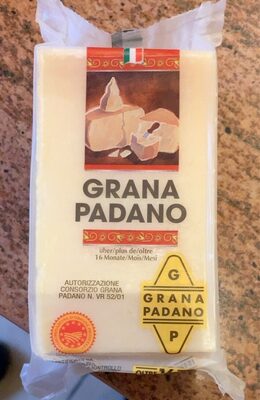 GRANA
PADANO
über/plus de/oltre
16 Monate/Mois/Mesi
AUTORIZZAZIONE
CONSORZIO GRANA
PADANO N. VR 52/01
G
GRANA
PADANO
P
OLTRE